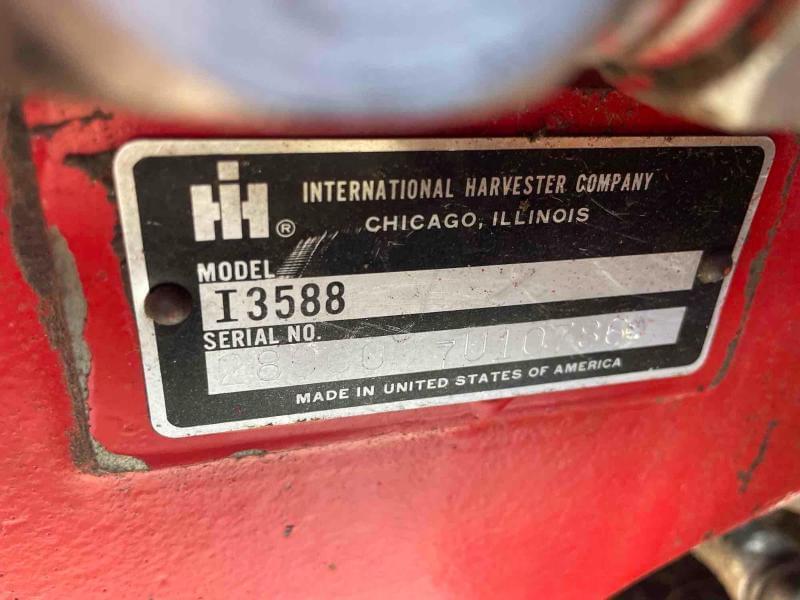 IH ®
INTERNATIONAL HARVESTER COMPANY
CHICAGO, ILLINOIS
MODEL
I3588
SERIAL NO.
MADE IN UNITED STATES OF AMERICA